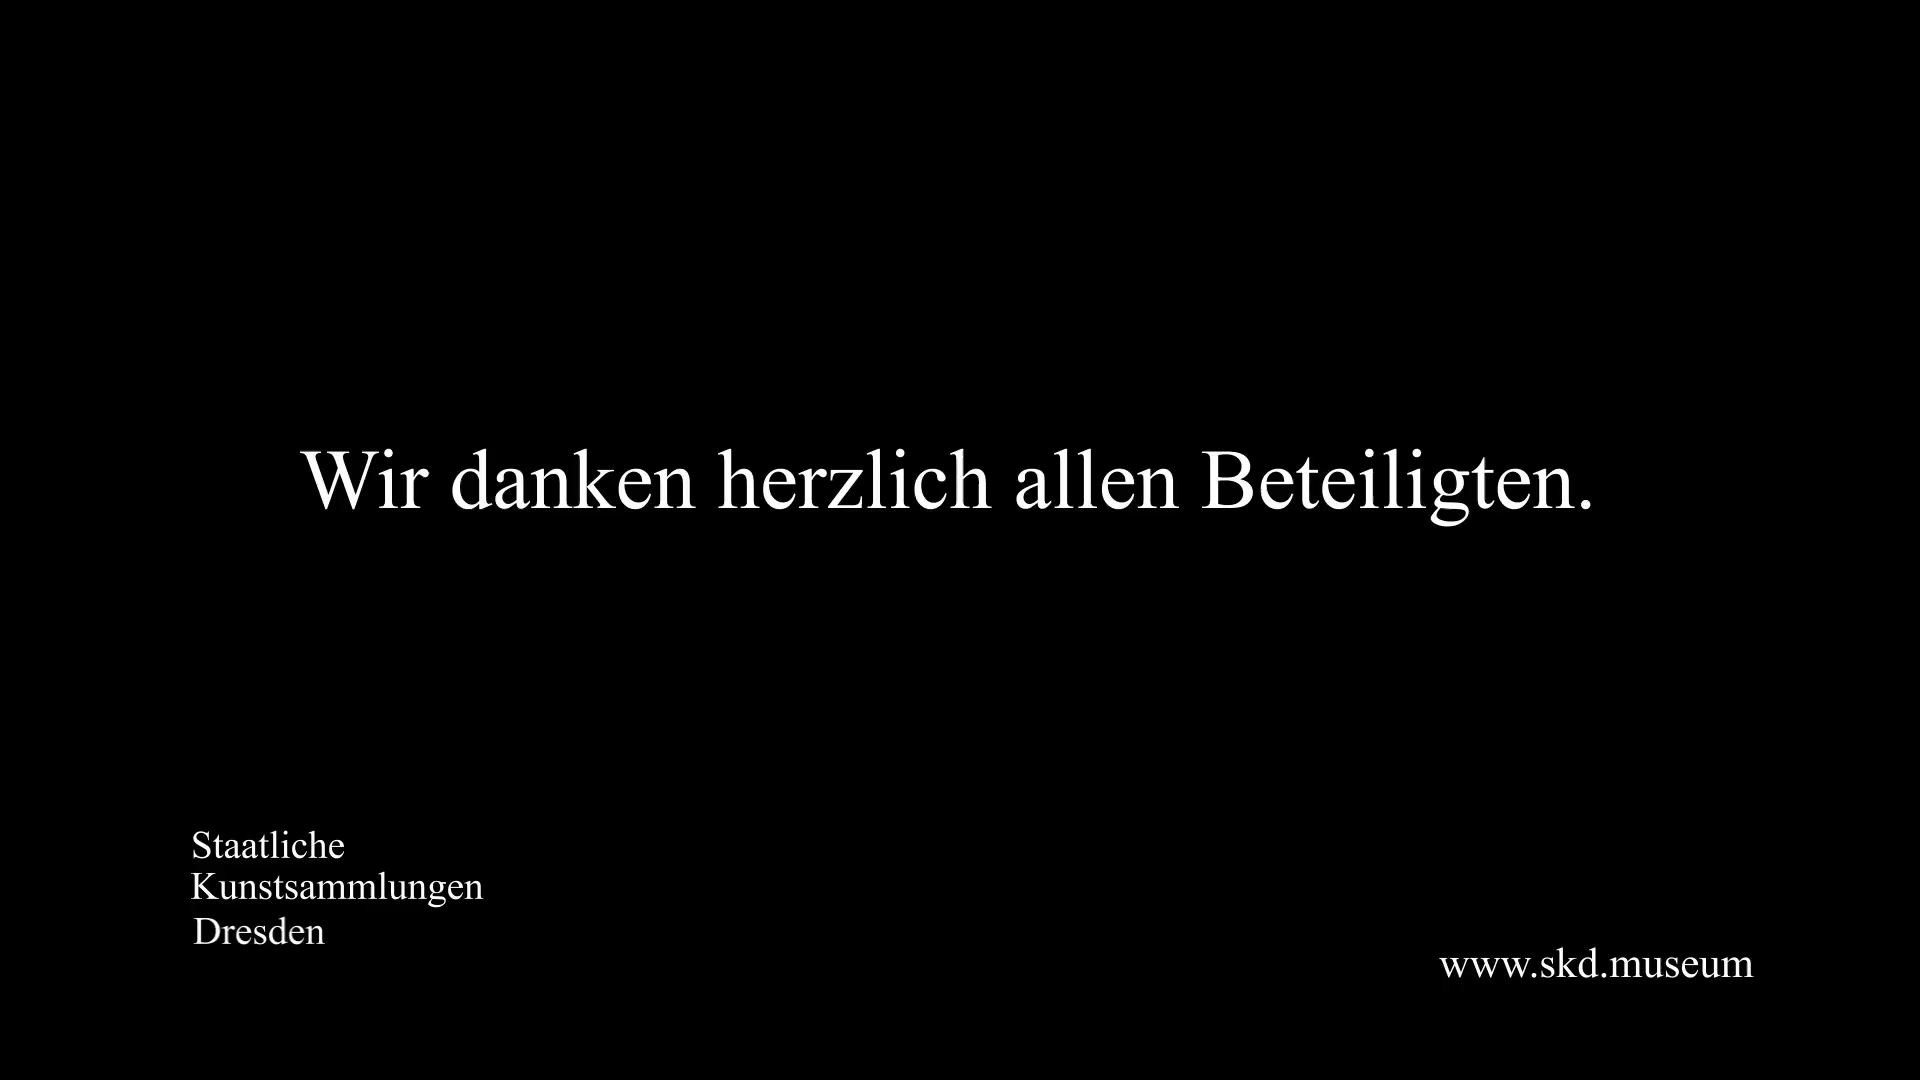 Wir danken herzlich allen Beteiligten.
Staatliche
Kunstsammlungen
Dresden
www.skd.museum